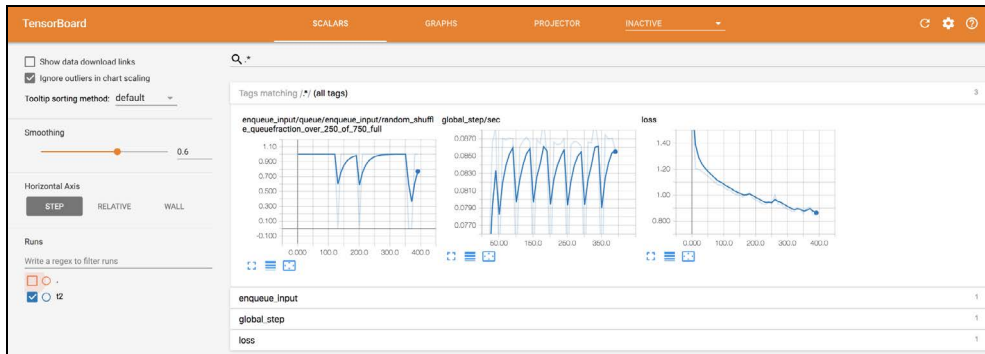 TensorBoard
SCALARS
GRAPHS
PROJECTOR
INACTIVE
Show data download links
Ignore outliers in chart scaling
Tooltip sorting method: default
Smoothing
0.6
Horizontal Axis
STEP
RELATIVE
WALL
Runs
Write a regex to filter runs
.
t2
.*
Tags matching /.*/ (all tags)
3
enqueue_input/queue/enqueue_input/random_shuffl
e_queuefraction_over_250_of_750_full
1.10
0.900
0.700
0.500
0.300
0.100
-0.100
0.000 100.0 200.0 300.0 400.0
global_step/sec
0.0870
0.0850
0.0830
0.0810
0.0790
0.0770
50.00 150.0 250.0 350.0
loss
1.40
1.20
1.00
0.800
0.000 100.0 200.0 300.0 400.0
enqueue_input
1
global_step
1
loss
1